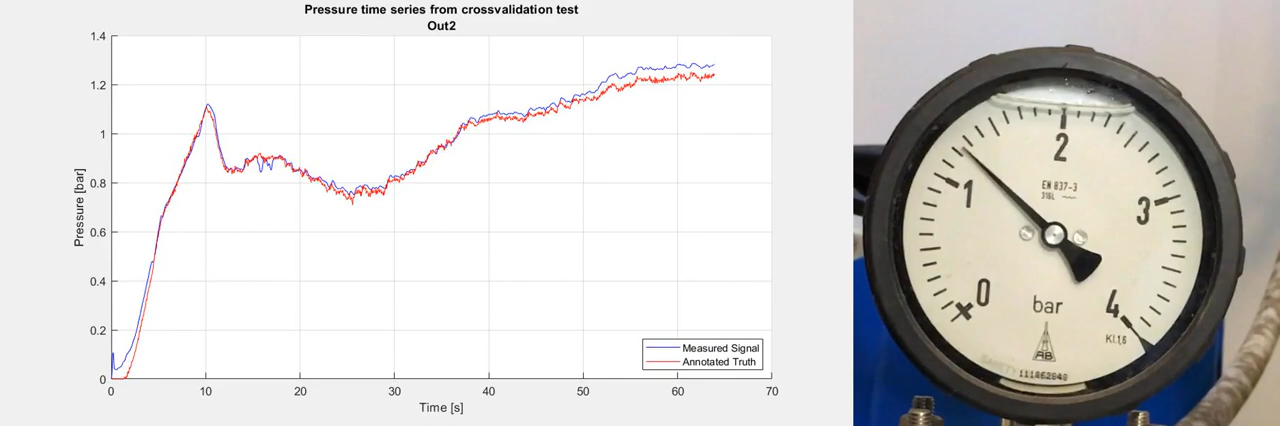 Pressure time series from crossvalidation test
Out2
Pressure [bar]
1.4
1.2
1
0.8
0.6
0.4
0.2
0
0 10 20 30 40 50 60 70
Time [s]
Measured Signal
Annotated Truth
0
1
2
3
4
EN 837-3
316L
bar
Kl.1,6